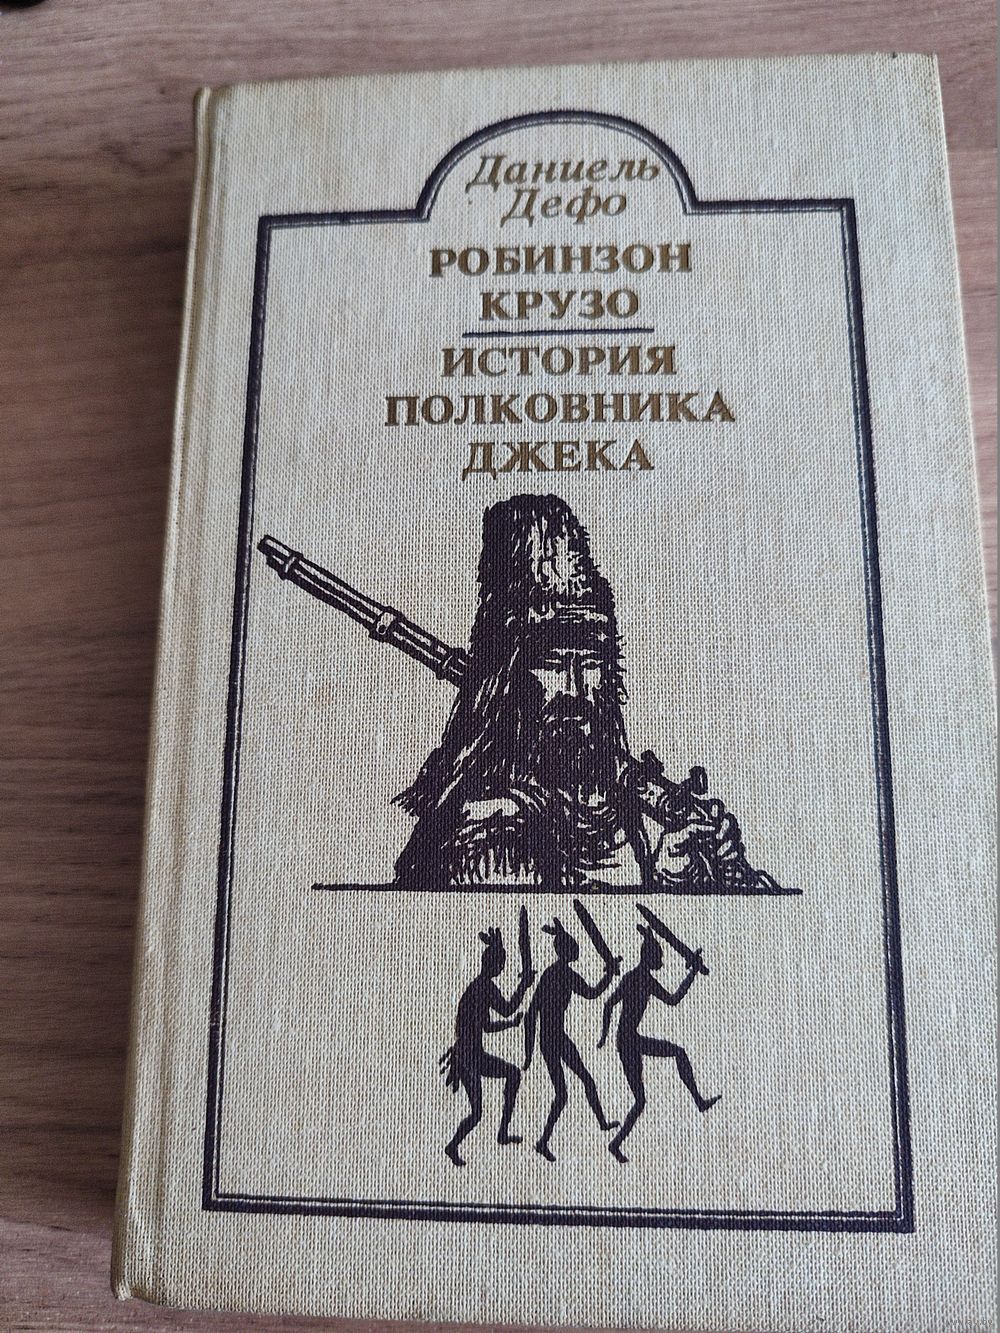 Даниель
Дефо
РОБИНЗОН
КРУЗО
ИСТОРИЯ
ПОЛКОВНИКА
ДЖЕКА